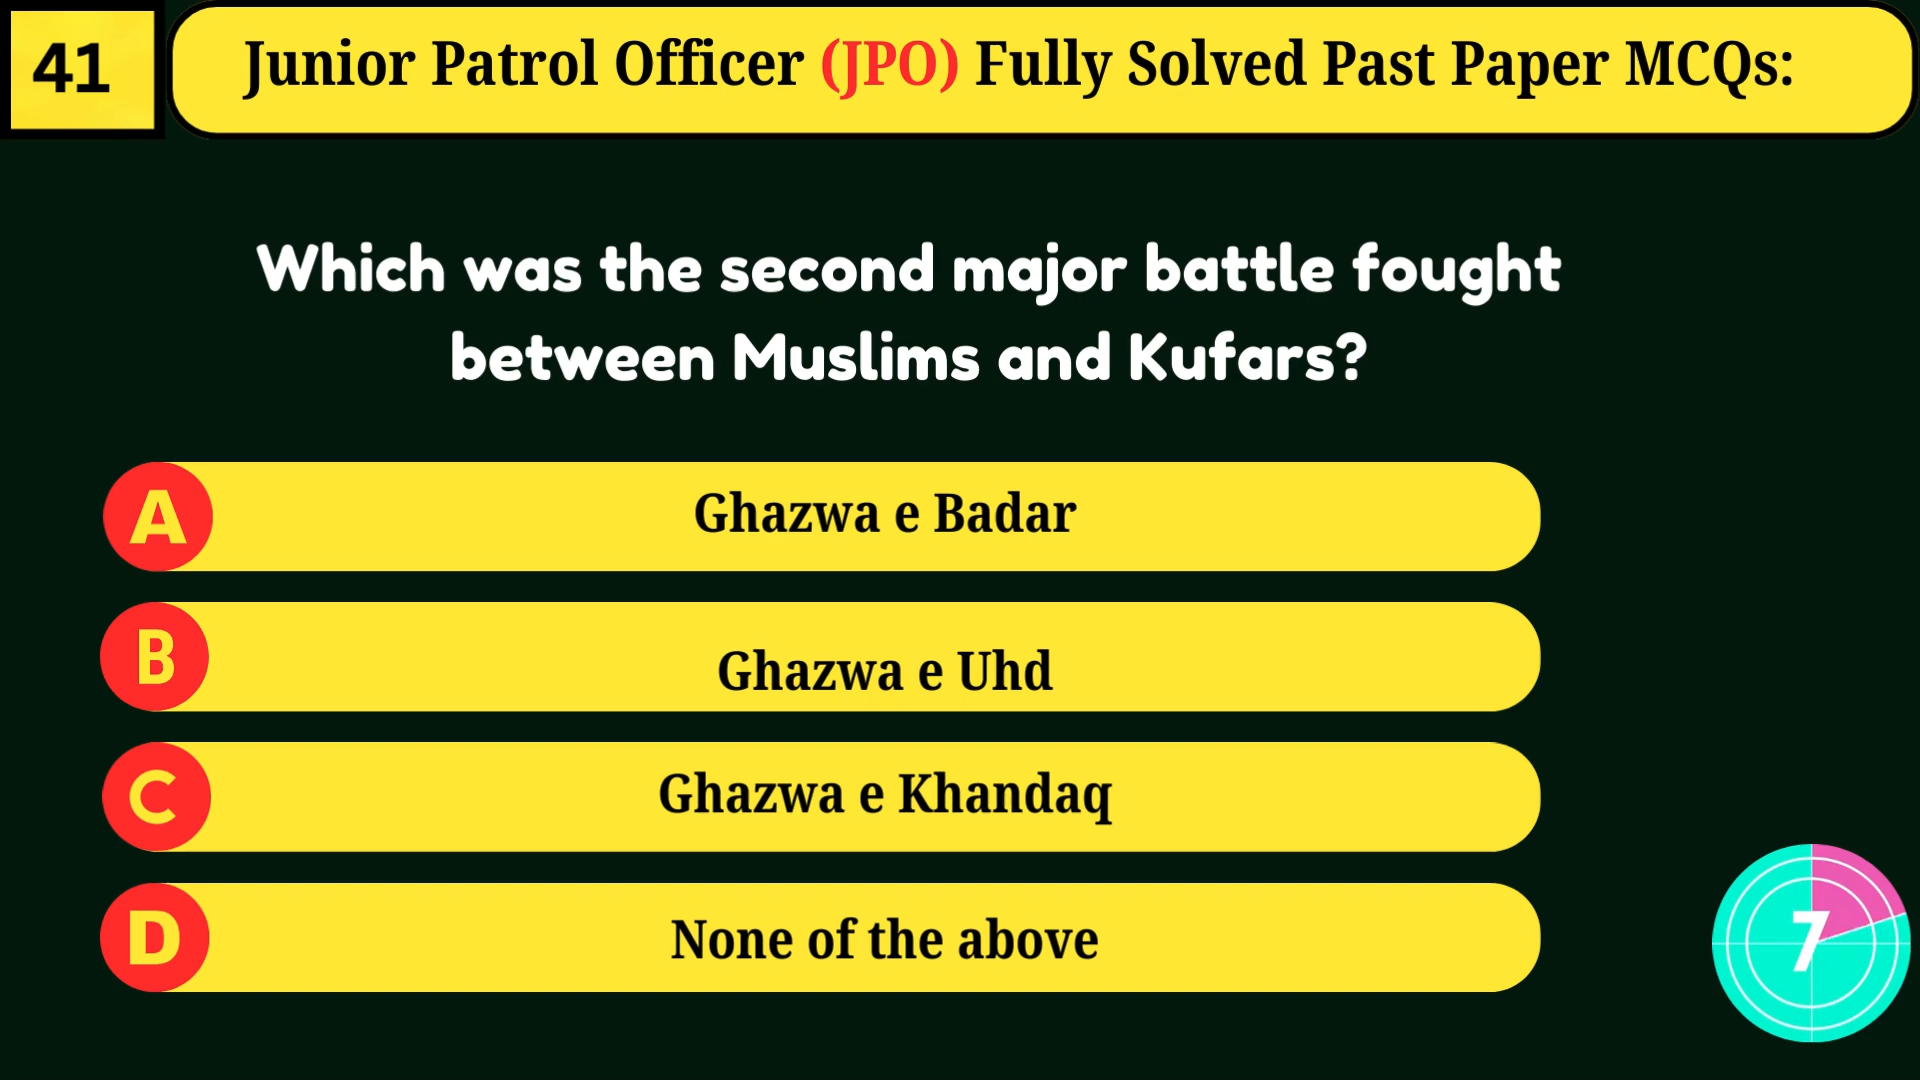 41
Junior Patrol Officer (JPO) Fully Solved Past Paper MCQs:
Which was the second major battle fought
between Muslims and Kufars?
A
Ghazwa e Badar
B
Ghazwa e Uhd
C
Ghazwa e Khandaq
D
None of the above
7